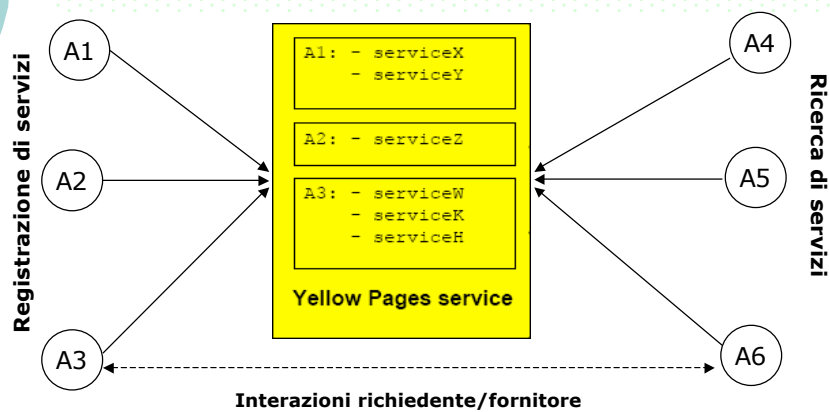 Registrazione di servizi
A1
A2
A3
A1: - serviceX
- serviceY
A2: - serviceZ
A3: - serviceW
- serviceK
- serviceH
Yellow Pages service
A4
A5
A6
Ricerca di servizi
Interazioni richiedente/fornitore